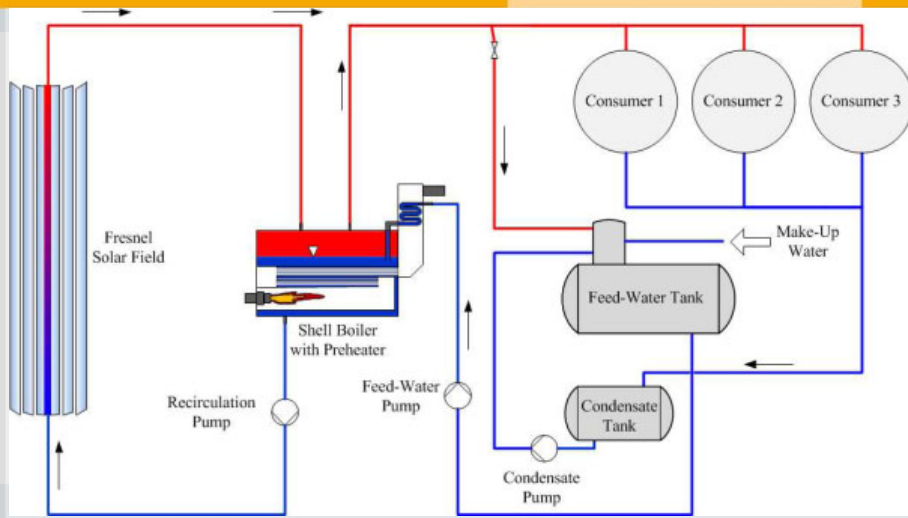 Consumer 1
Consumer 2
Consumer 3
Fresnel
Solar Field
Make-Up
Water
Feed-Water Tank
Shell Boiler
with Preheater
Recirculation
Pump
Feed-Water
Pump
Condensate
Tank
Condensate
Pump